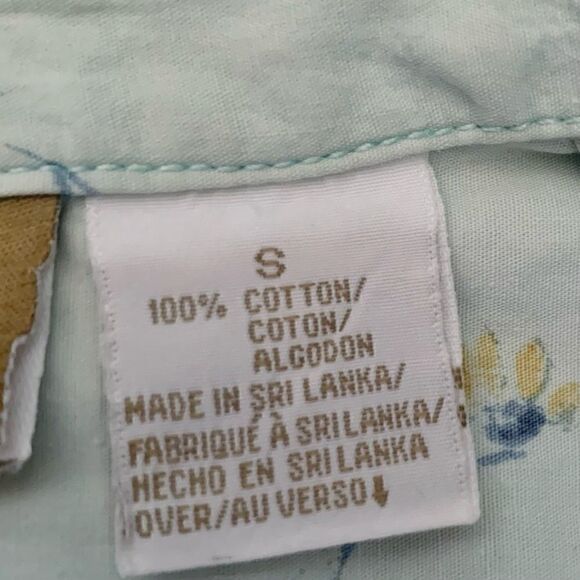 S
100% COTTON/
COTON/
ALGODON
MADE IN SRI LANKA/
FABRIQUÉ À SRI LANKA/
HECHO EN SRI LANKA
OVER/AU VERSO↓